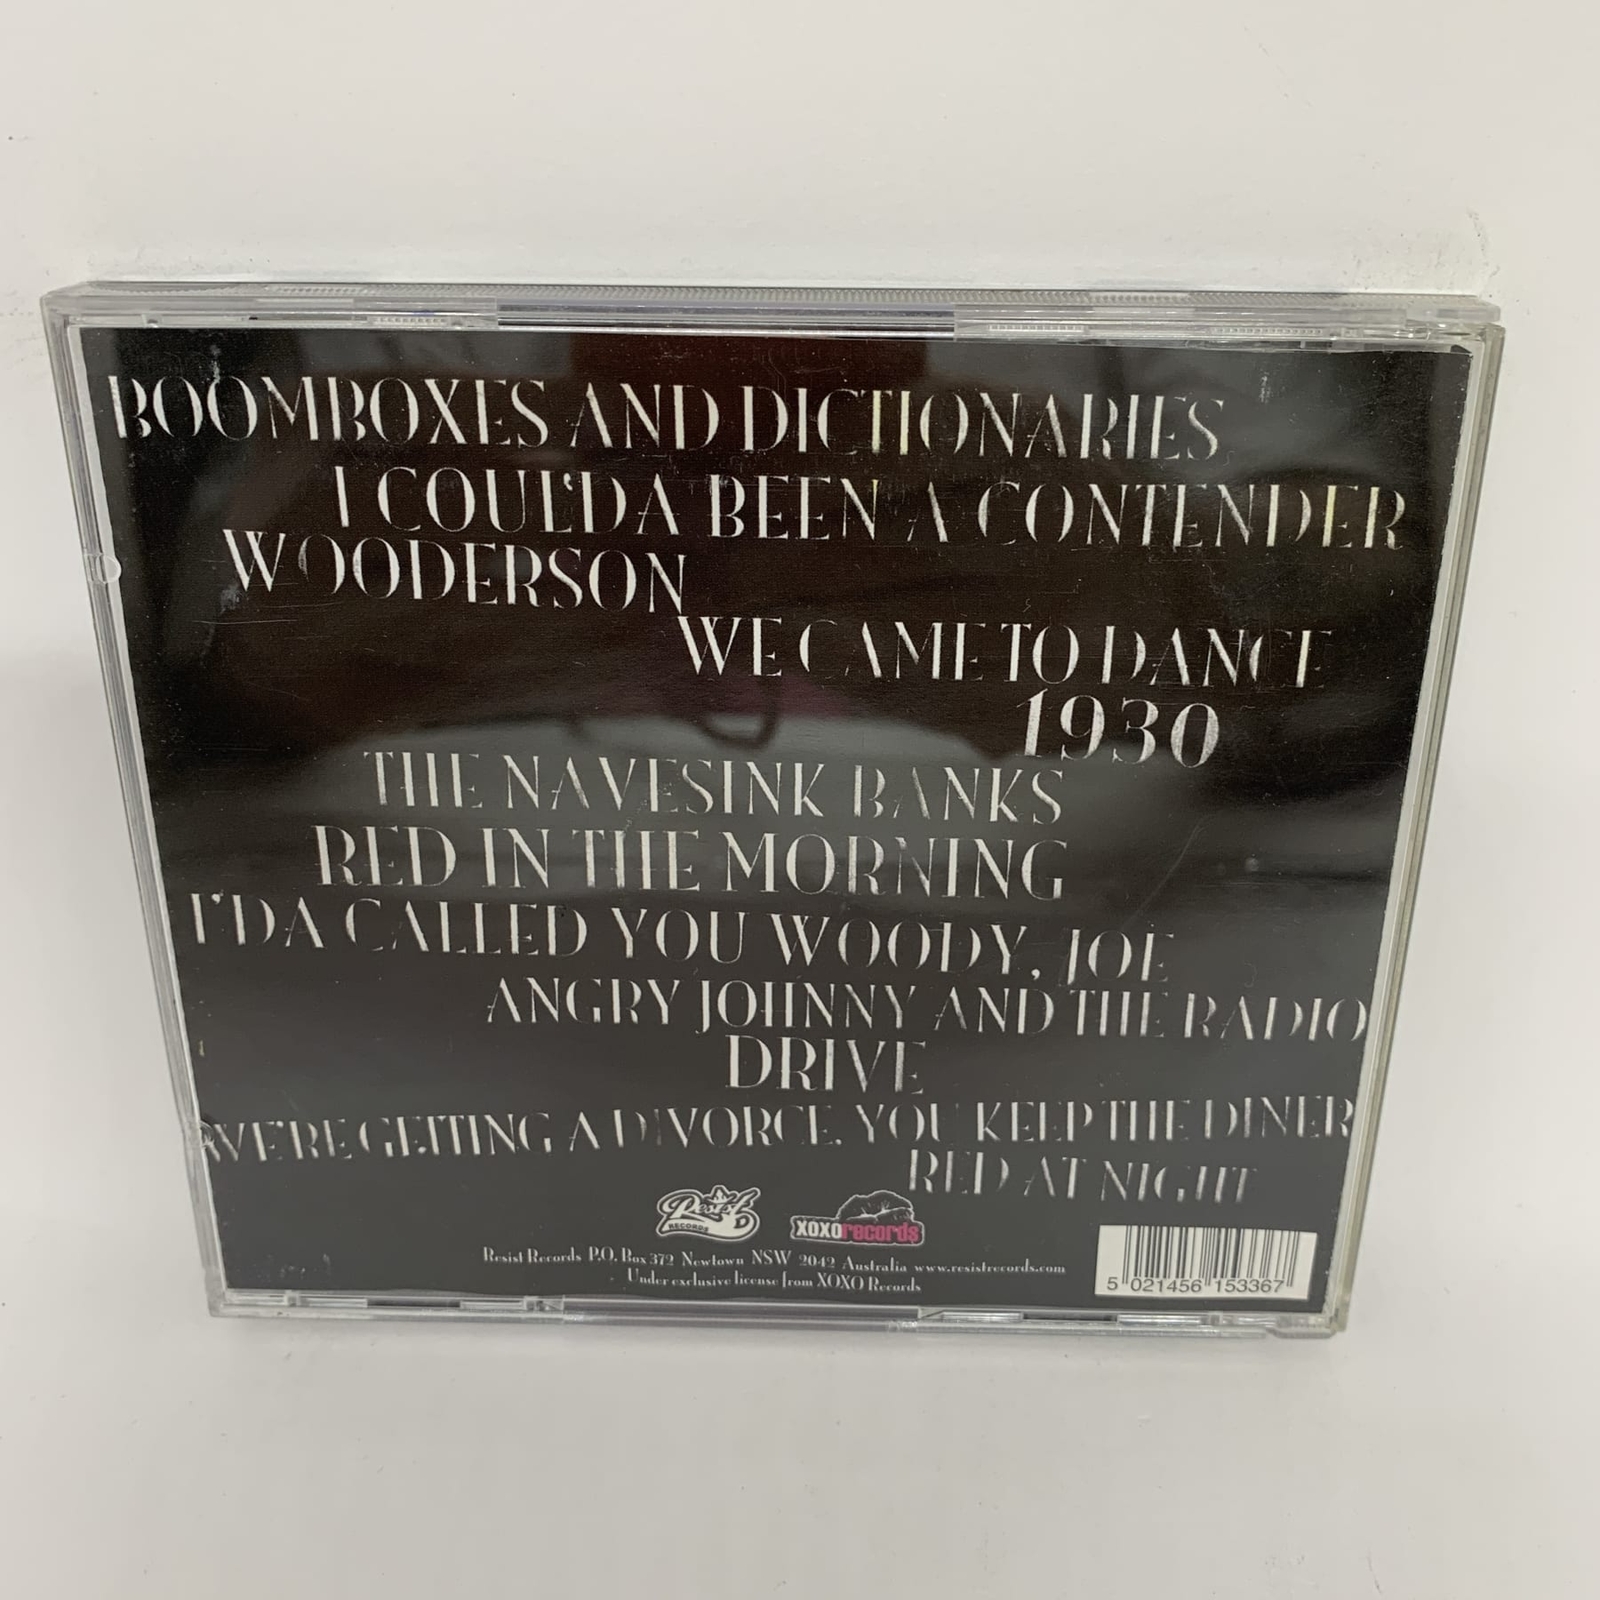 BOOMBOXES AND DICTIONARIES
I COUL'DA BEEN A CONTENDER
WOODERSON
WE CAME TO DANCE
1930
THE NAVESINK BANKS
RED IN THE MORNING
I'DA CALLED YOU WOODY, JOE
ANGRY JOHNNY AND THE RADIO
DRIVE
WE'RE GETTING A DIVORCE, YOU KEEP THE DINER
RED AT NIGHT
Resist RECORDS
XOXOrecords
Resist Records P.O. Box 372 Newtown NSW 2042 Australia www.resistrecords.com
Under exclusive license from XOXO Records
5 021456 153367